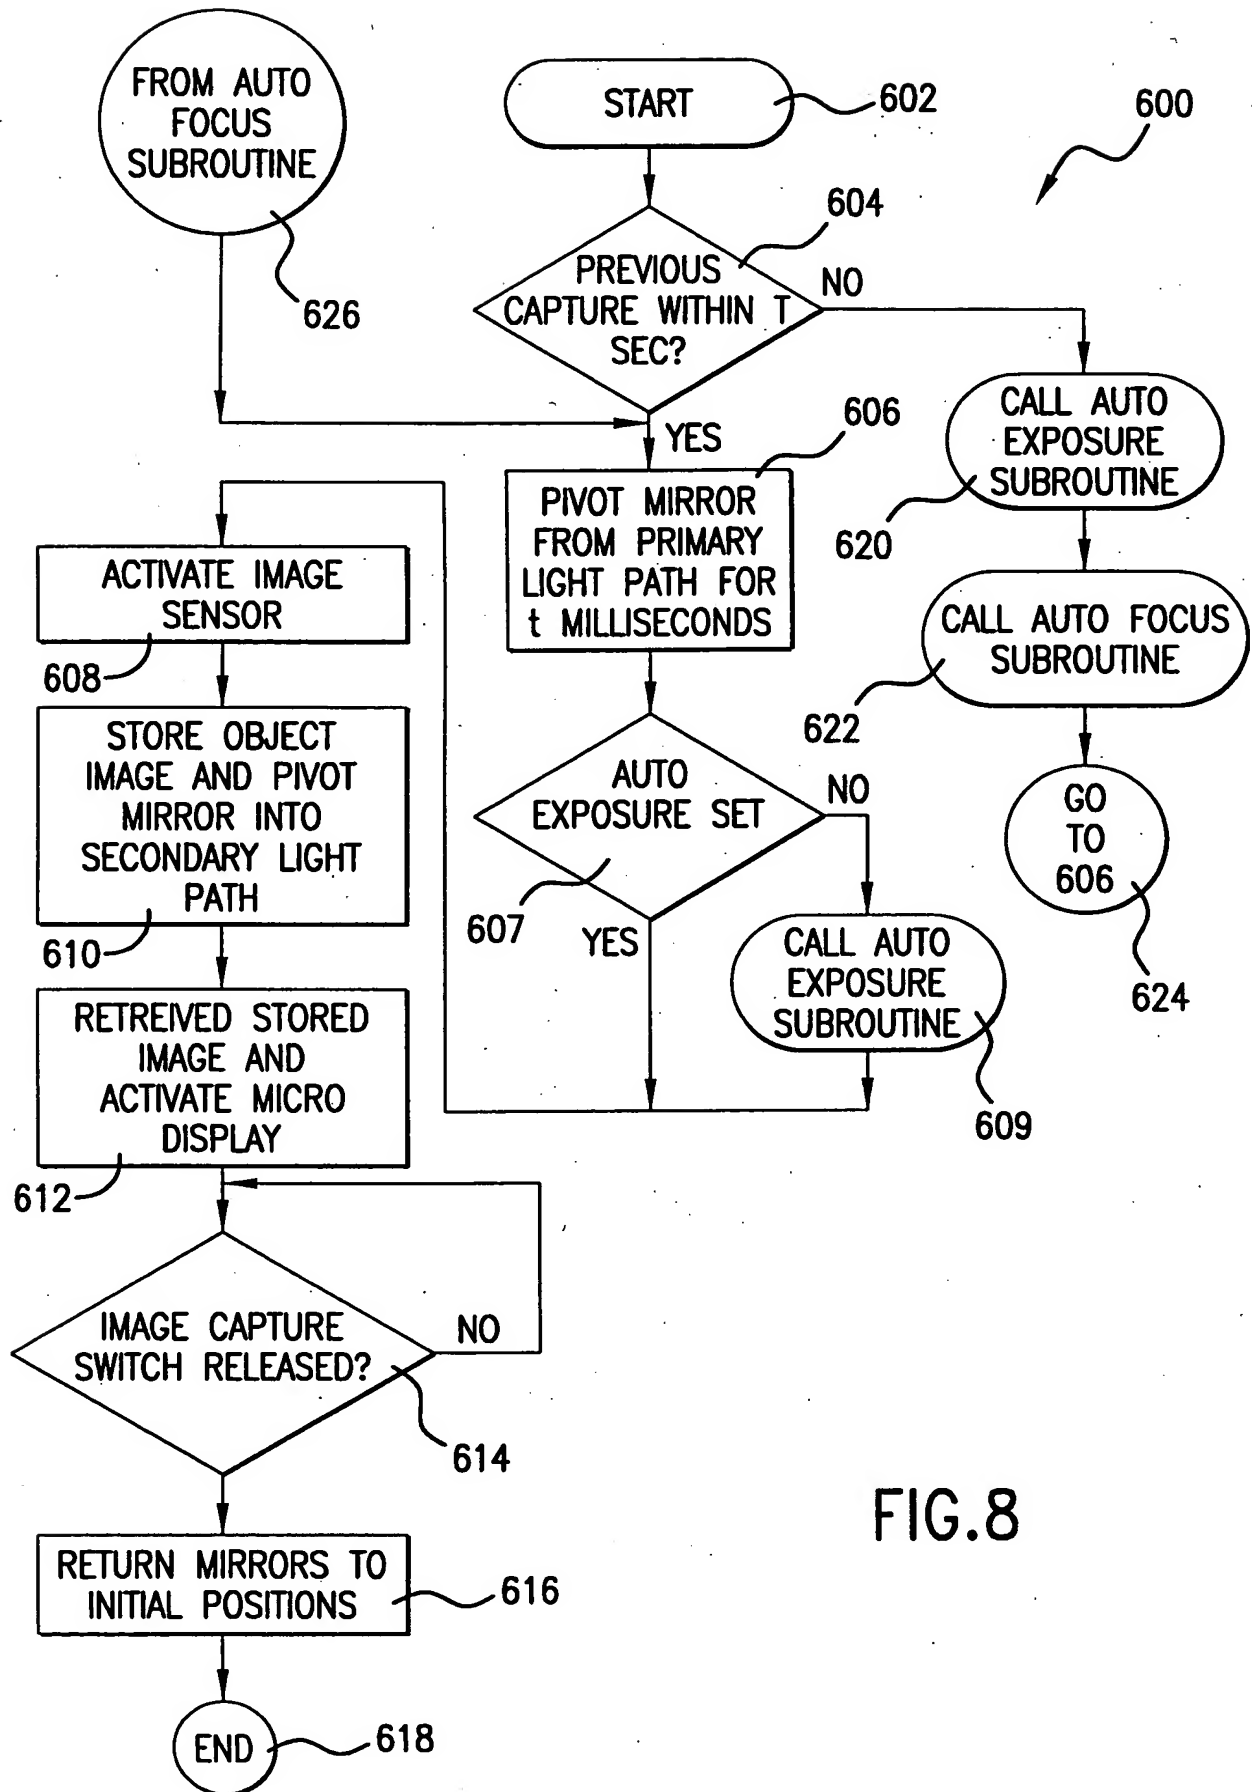 FROM AUTO
FOCUS
SUBROUTINE
626
START
602
600
604
PREVIOUS
CAPTURE WITHIN T
SEC?
NO
YES
606
PIVOT MIRROR
FROM PRIMARY
LIGHT PATH FOR
t MILLISECONDS
CALL AUTO
EXPOSURE
SUBROUTINE
620
CALL AUTO FOCUS
SUBROUTINE
622
GO
TO
606
624
AUTO
EXPOSURE SET
607
NO
YES
CALL AUTO
EXPOSURE
SUBROUTINE
609
ACTIVATE IMAGE
SENSOR
608
STORE OBJECT
IMAGE AND PIVOT
MIRROR INTO
SECONDARY LIGHT
PATH
610
RETREIVED STORED
IMAGE AND
ACTIVATE MICRO
DISPLAY
612
IMAGE CAPTURE
SWITCH RELEASED?
NO
614
RETURN MIRRORS TO
INITIAL POSITIONS
616
END
618
FIG.8